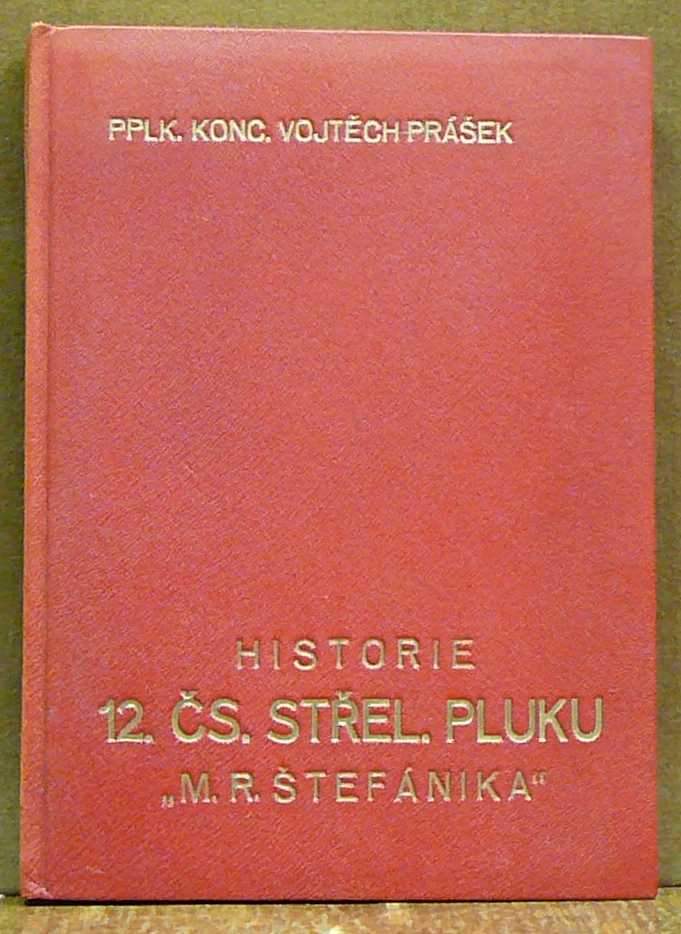 PPLK. KONC. VOJTĚCH PRÁŠEK
HISTORIE
12. ČS. STŘEL. PLUKU
„M. R. ŠTEFÁNIKA“